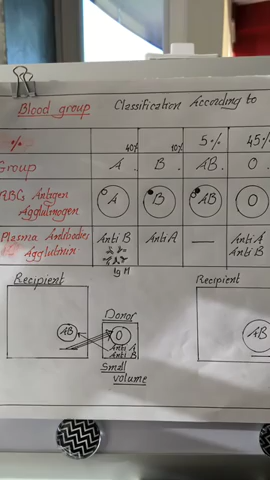 Blood group Classification According to
% 40% 10% 5% 45%
Group A B AB O
RBC Antigen Agglutinogen A B AB O
Plasma Antibodies Agglutinin Anti B Anti A — Anti A Anti B
Ig M
Recipient Recipient
Donor
AB O AB
Anti A
Anti B
Small
volume